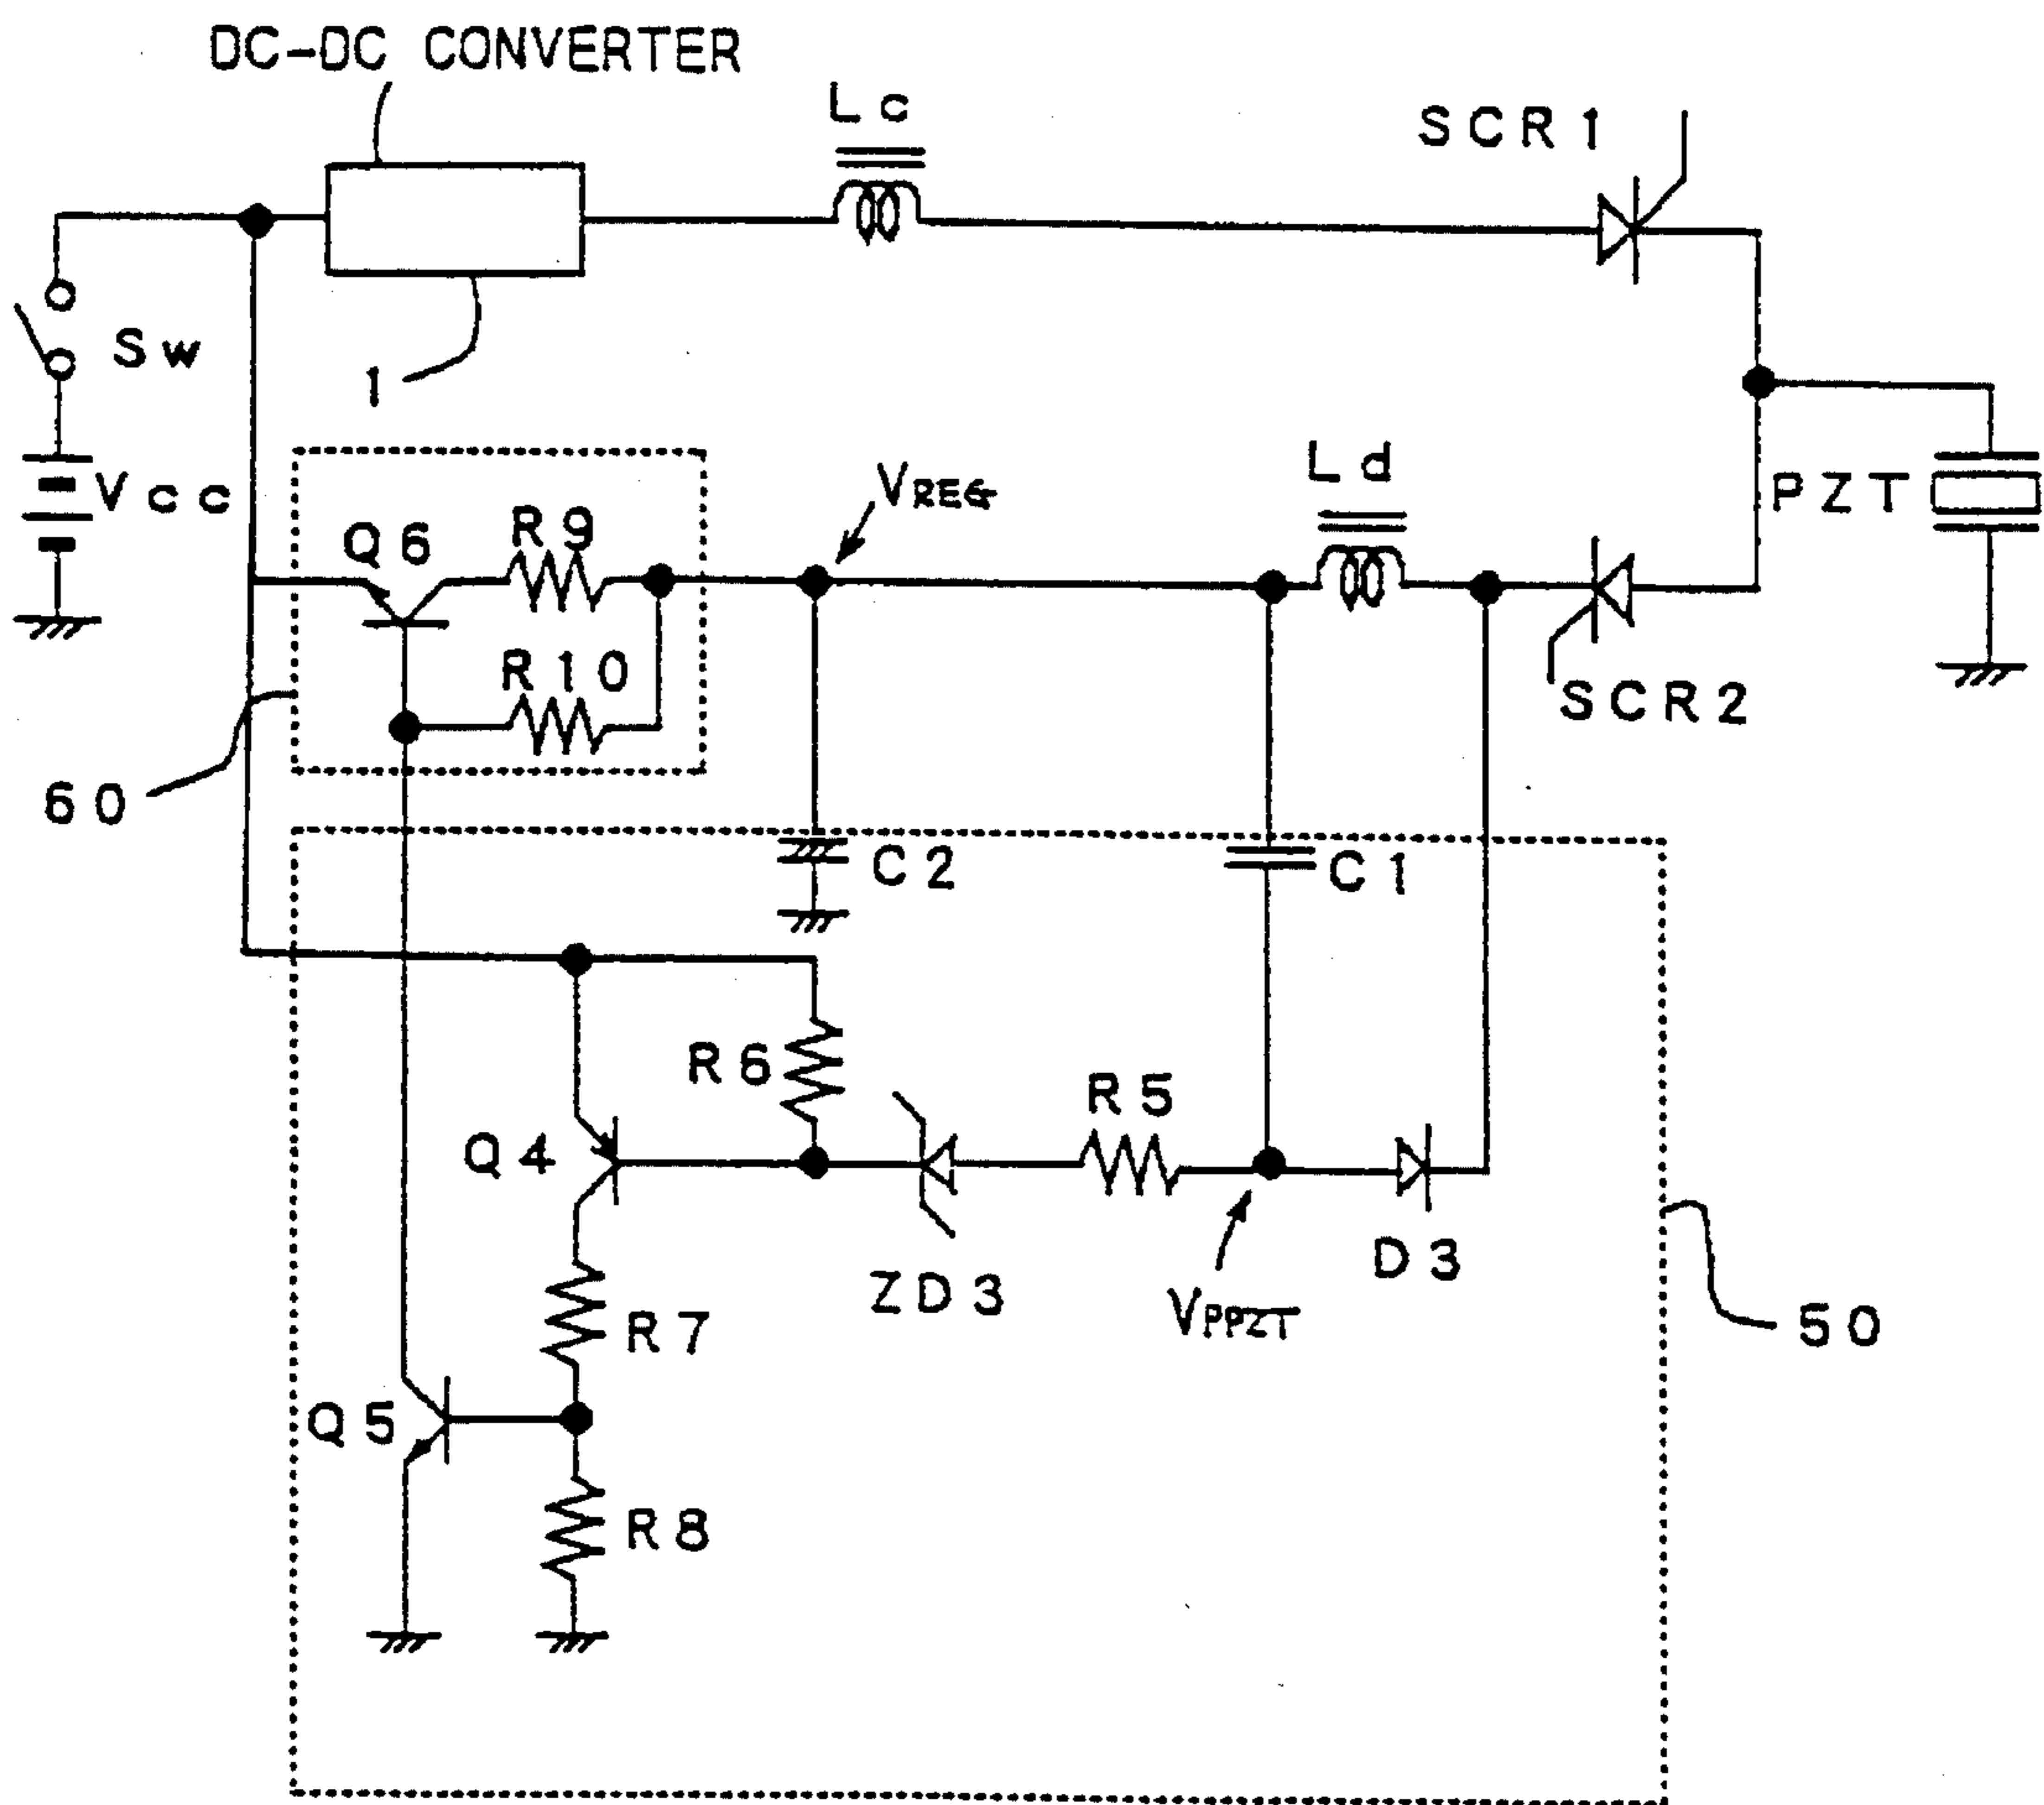 DC-DC CONVERTER
Lc
SCR1
Sw
1
Vcc
Q6
R9
VREG
Ld
PZT
R10
SCR2
60
C2
C1
R6
R5
Q4
ZD3
VPPZT
D3
50
R7
Q5
R8